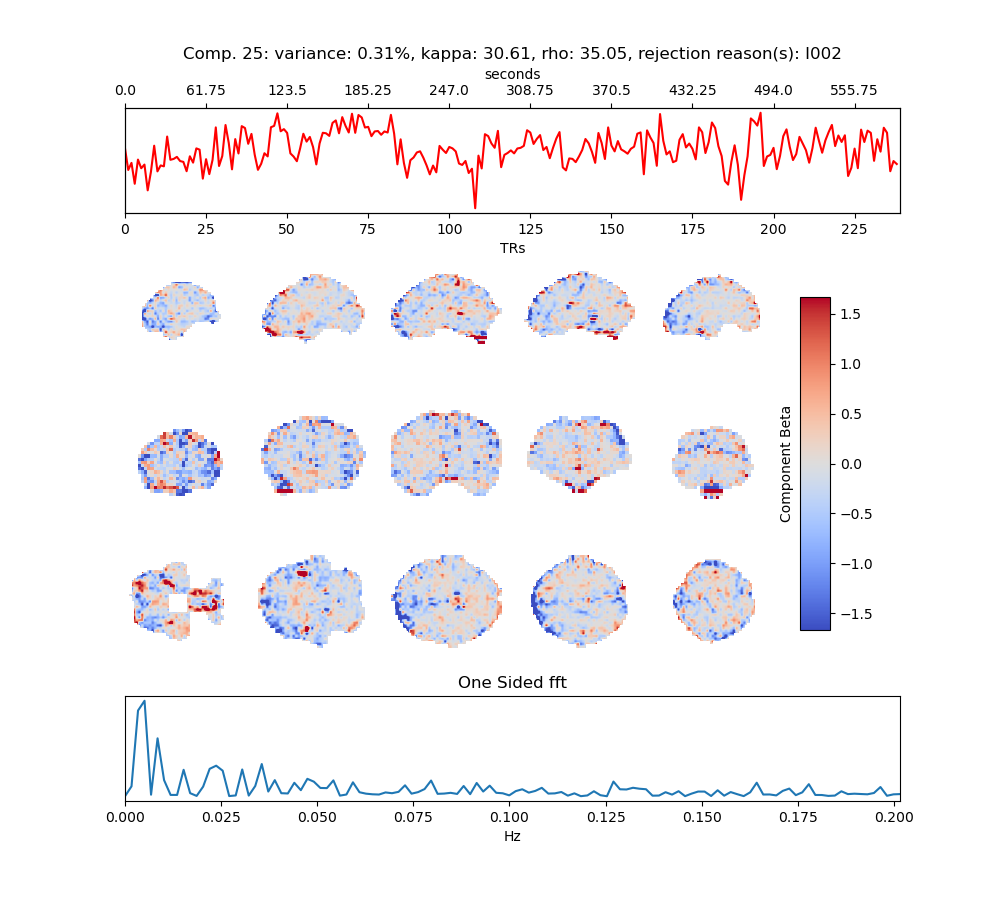 Comp. 25: variance: 0.31%, kappa: 30.61, rho: 35.05, rejection reason(s): I002
seconds
0.0 61.75 123.5 185.25 247.0 308.75 370.5 432.25 494.0 555.75
0 25 50 75 100 125 150 175 200 225
TRs
1.5
1.0
0.5
0.0
−0.5
−1.0
−1.5
Component Beta
One Sided fft
0.000 0.025 0.050 0.075 0.100 0.125 0.150 0.175 0.200
Hz